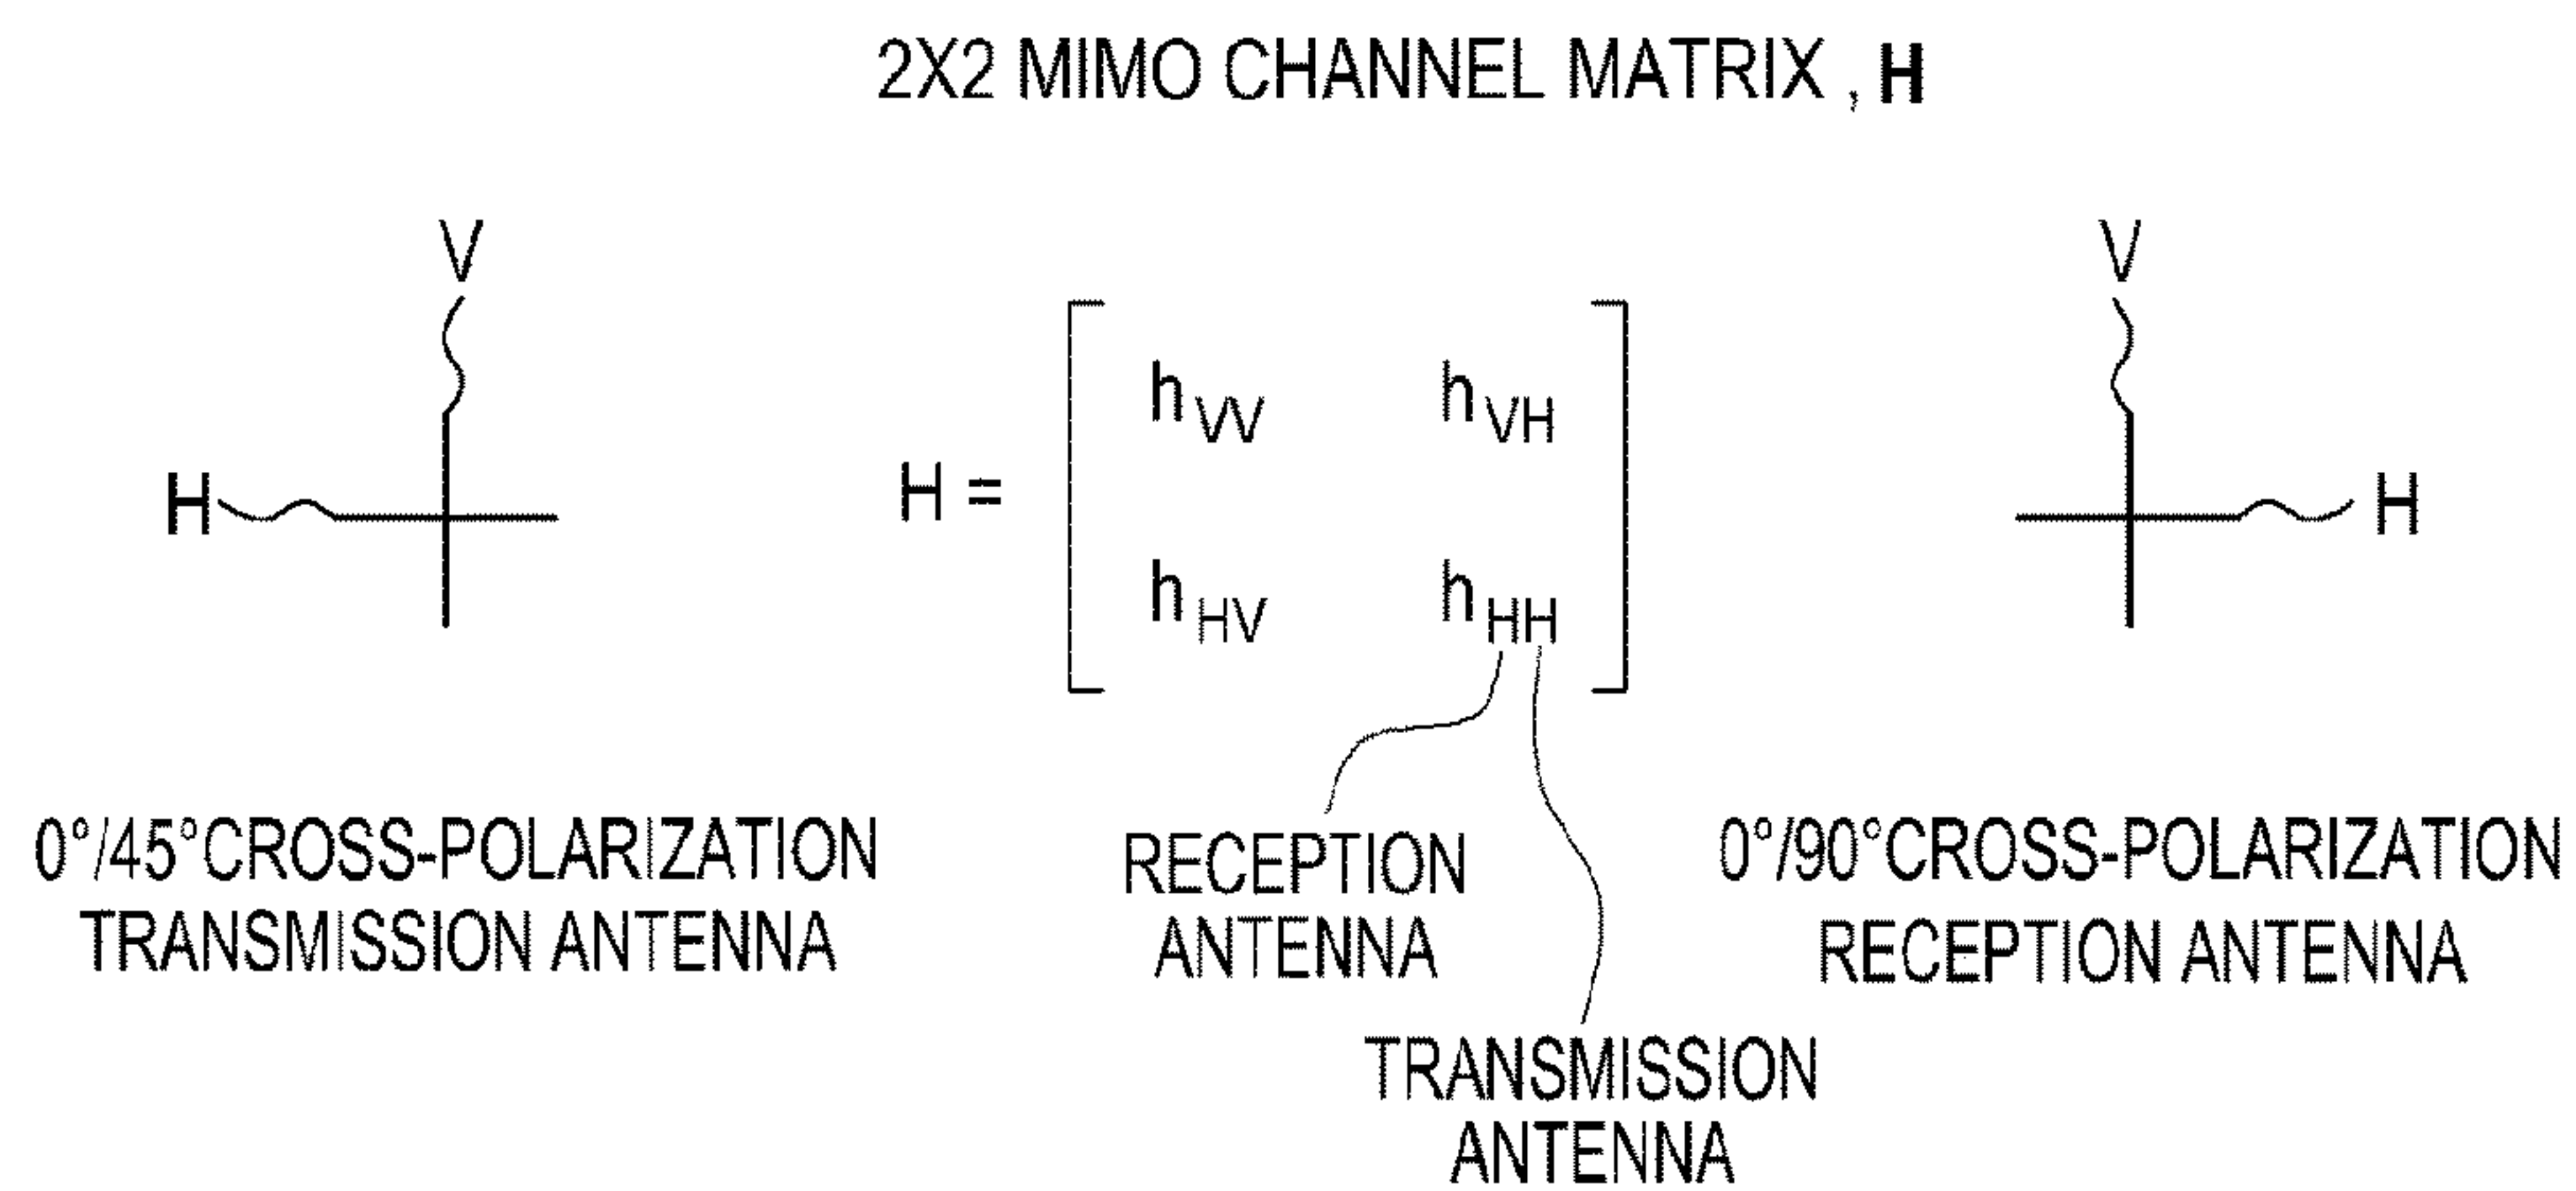 2X2 MIMO CHANNEL MATRIX , H
V
H
H =
h VV h VH
h HV h HH
V
H
0°/45°CROSS-POLARIZATION
TRANSMISSION ANTENNA
RECEPTION
ANTENNA
TRANSMISSION
ANTENNA
0°/90°CROSS-POLARIZATION
RECEPTION ANTENNA